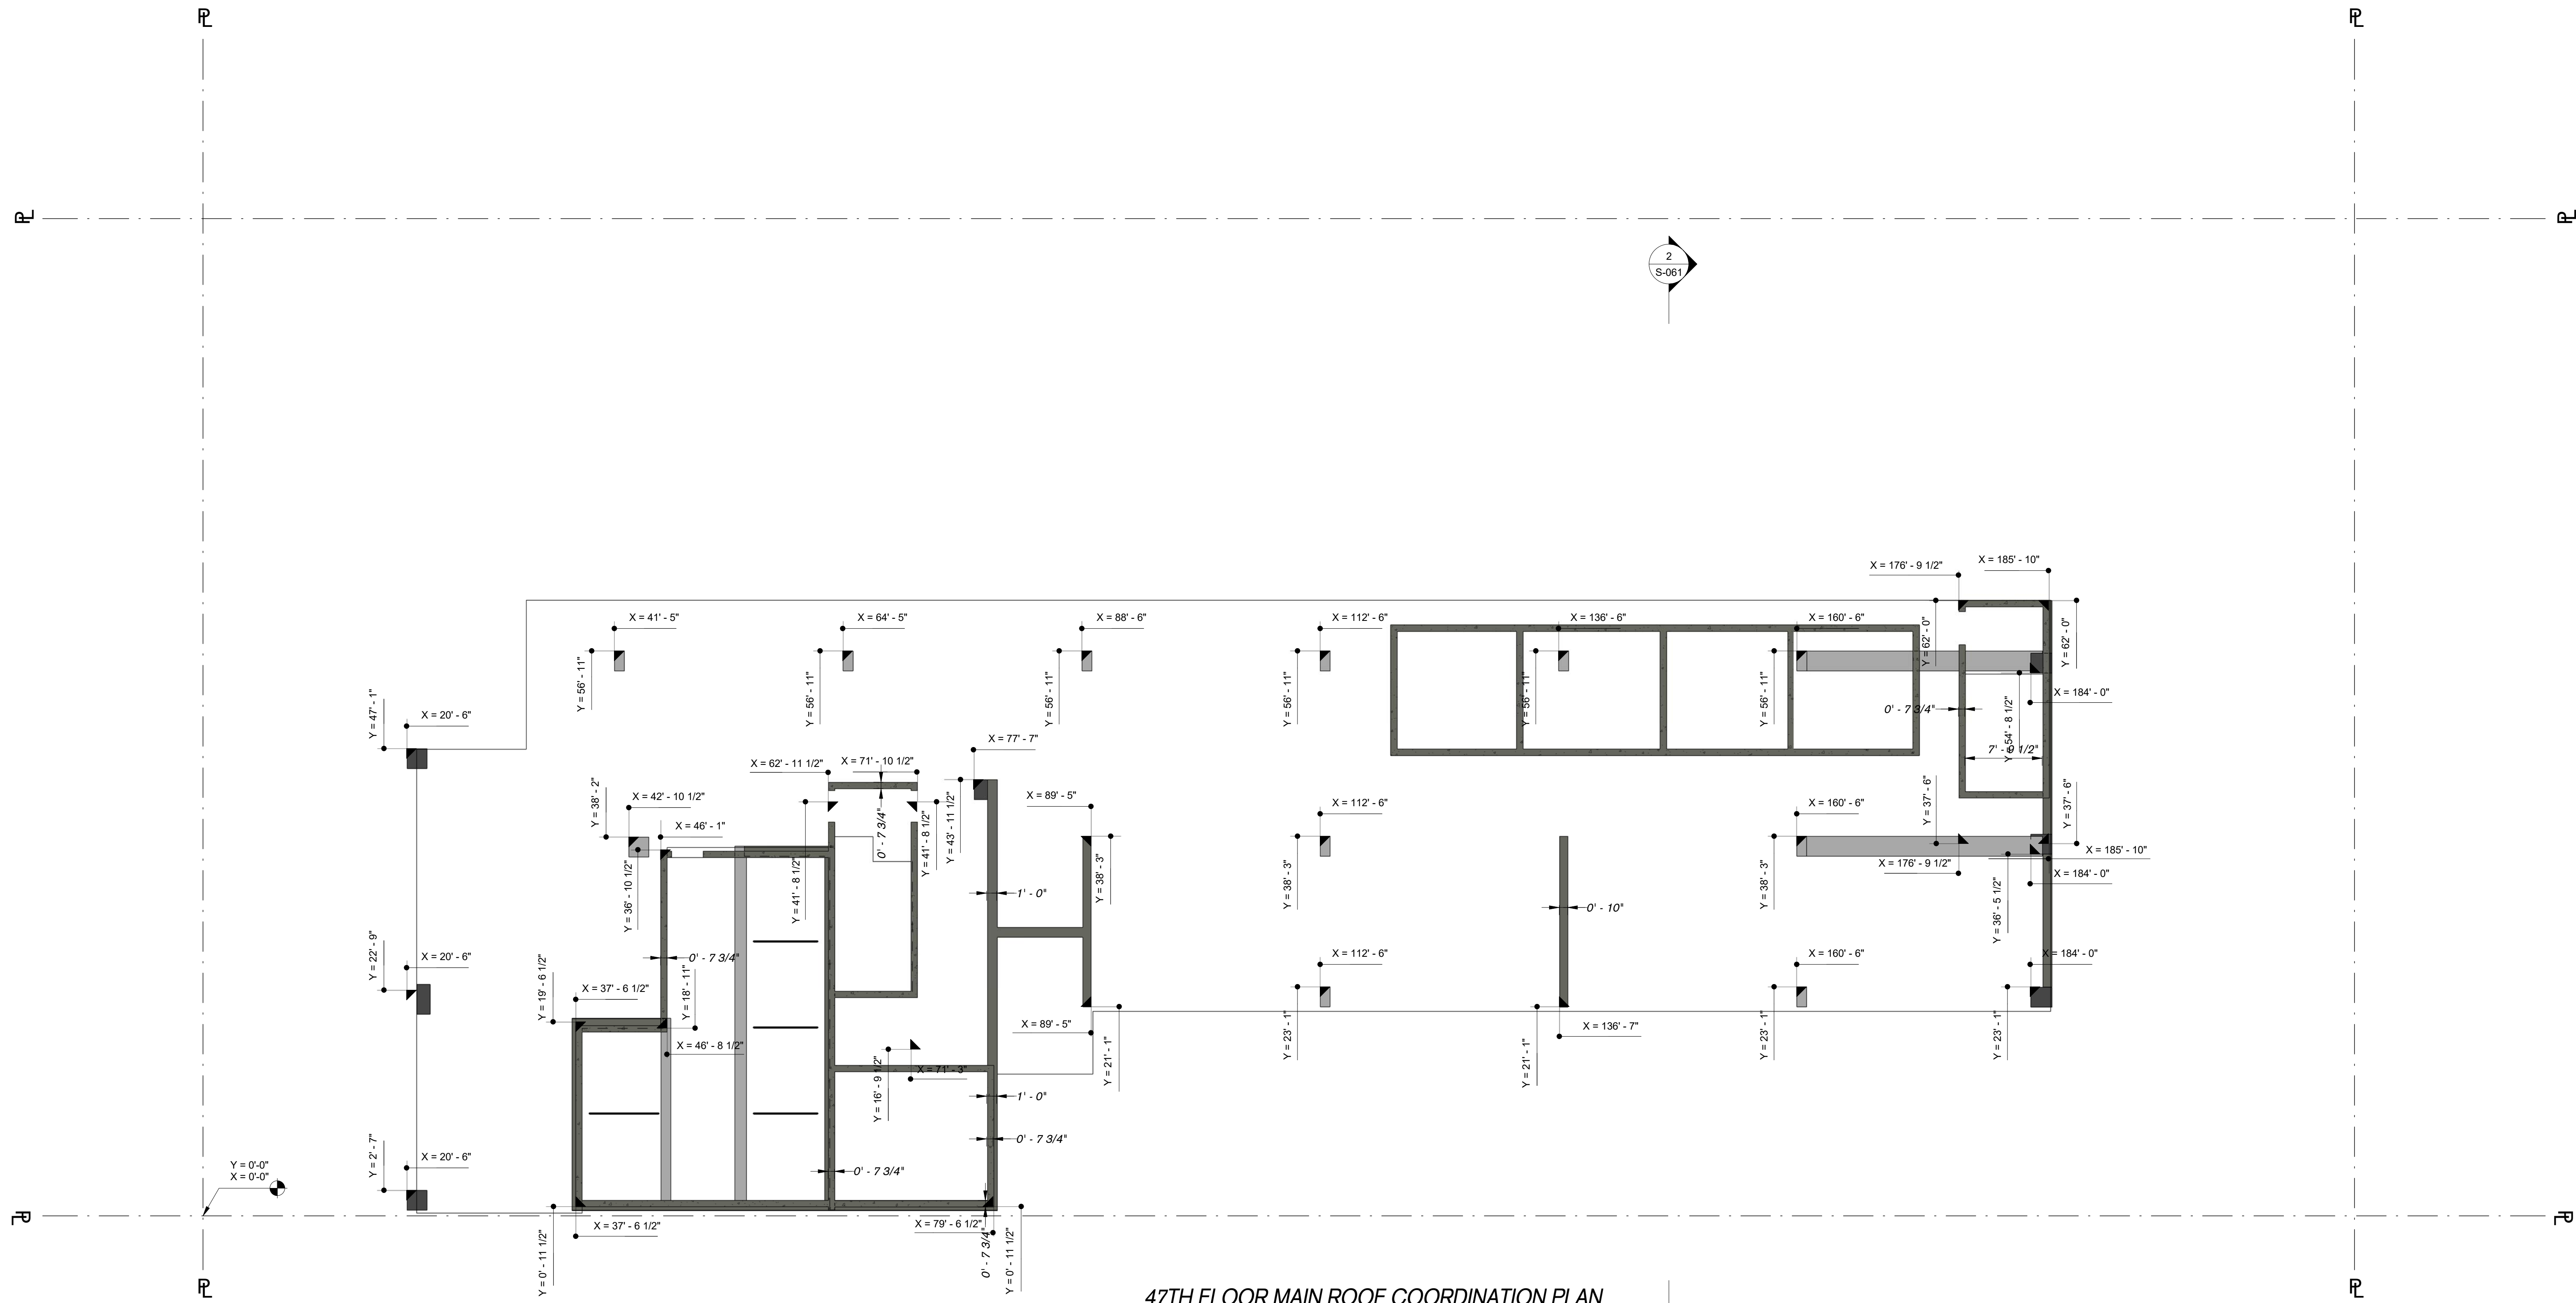 PL
PL
PL
PL
2
S-061
X = 176' - 9 1/2"
X = 185' - 10"
X = 41' - 5"
X = 64' - 5"
X = 88' - 6"
X = 112' - 6"
X = 136' - 6"
X = 160' - 6"
Y = 62' - 0"
Y = 62' - 0"
Y = 56' - 11"
Y = 56' - 11"
Y = 56' - 11"
Y = 56' - 11"
Y = 56' - 11"
Y = 56' - 11"
X = 184' - 0"
Y = 47' - 1"
X = 20' - 6"
0' - 7 3/4"
Y = 54' - 8 1/2"
7' - 9 1/2"
X = 77' - 7"
X = 62' - 11 1/2"
X = 71' - 10 1/2"
Y = 38' - 2"
X = 42' - 10 1/2"
X = 46' - 1"
0' - 7 3/4"
Y = 41' - 8 1/2"
Y = 41' - 8 1/2"
Y = 43' - 11 1/2"
X = 89' - 5"
X = 112' - 6"
X = 160' - 6"
Y = 37' - 6"
Y = 37' - 6"
Y = 36' - 10 1/2"
Y = 38' - 3"
Y = 38' - 3"
Y = 38' - 3"
X = 185' - 10"
X = 176' - 9 1/2"
X = 184' - 0"
1' - 0"
0' - 10"
Y = 36' - 5 1/2"
Y = 22' - 9"
X = 20' - 6"
0' - 7 3/4"
X = 112' - 6"
X = 160' - 6"
X = 184' - 0"
Y = 19' - 6 1/2"
X = 37' - 6 1/2"
Y = 18' - 11"
X = 46' - 8 1/2"
X = 89' - 5"
Y = 23' - 1"
Y = 23' - 1"
Y = 23' - 1"
X = 136' - 7"
Y = 21' - 1"
Y = 21' - 1"
Y = 16' - 9 1/2"
X = 71' - 3"
1' - 0"
0' - 7 3/4"
Y = 2' - 7"
X = 20' - 6"
0' - 7 3/4"
Y = 0'-0"
X = 0'-0"
PL
PL
X = 37' - 6 1/2"
X = 79' - 6 1/2"
Y = 0' - 11 1/2"
0' - 7 3/4"
Y = 0' - 11 1/2"
PL
PL
47TH FLOOR MAIN ROOF COORDINATION PLAN